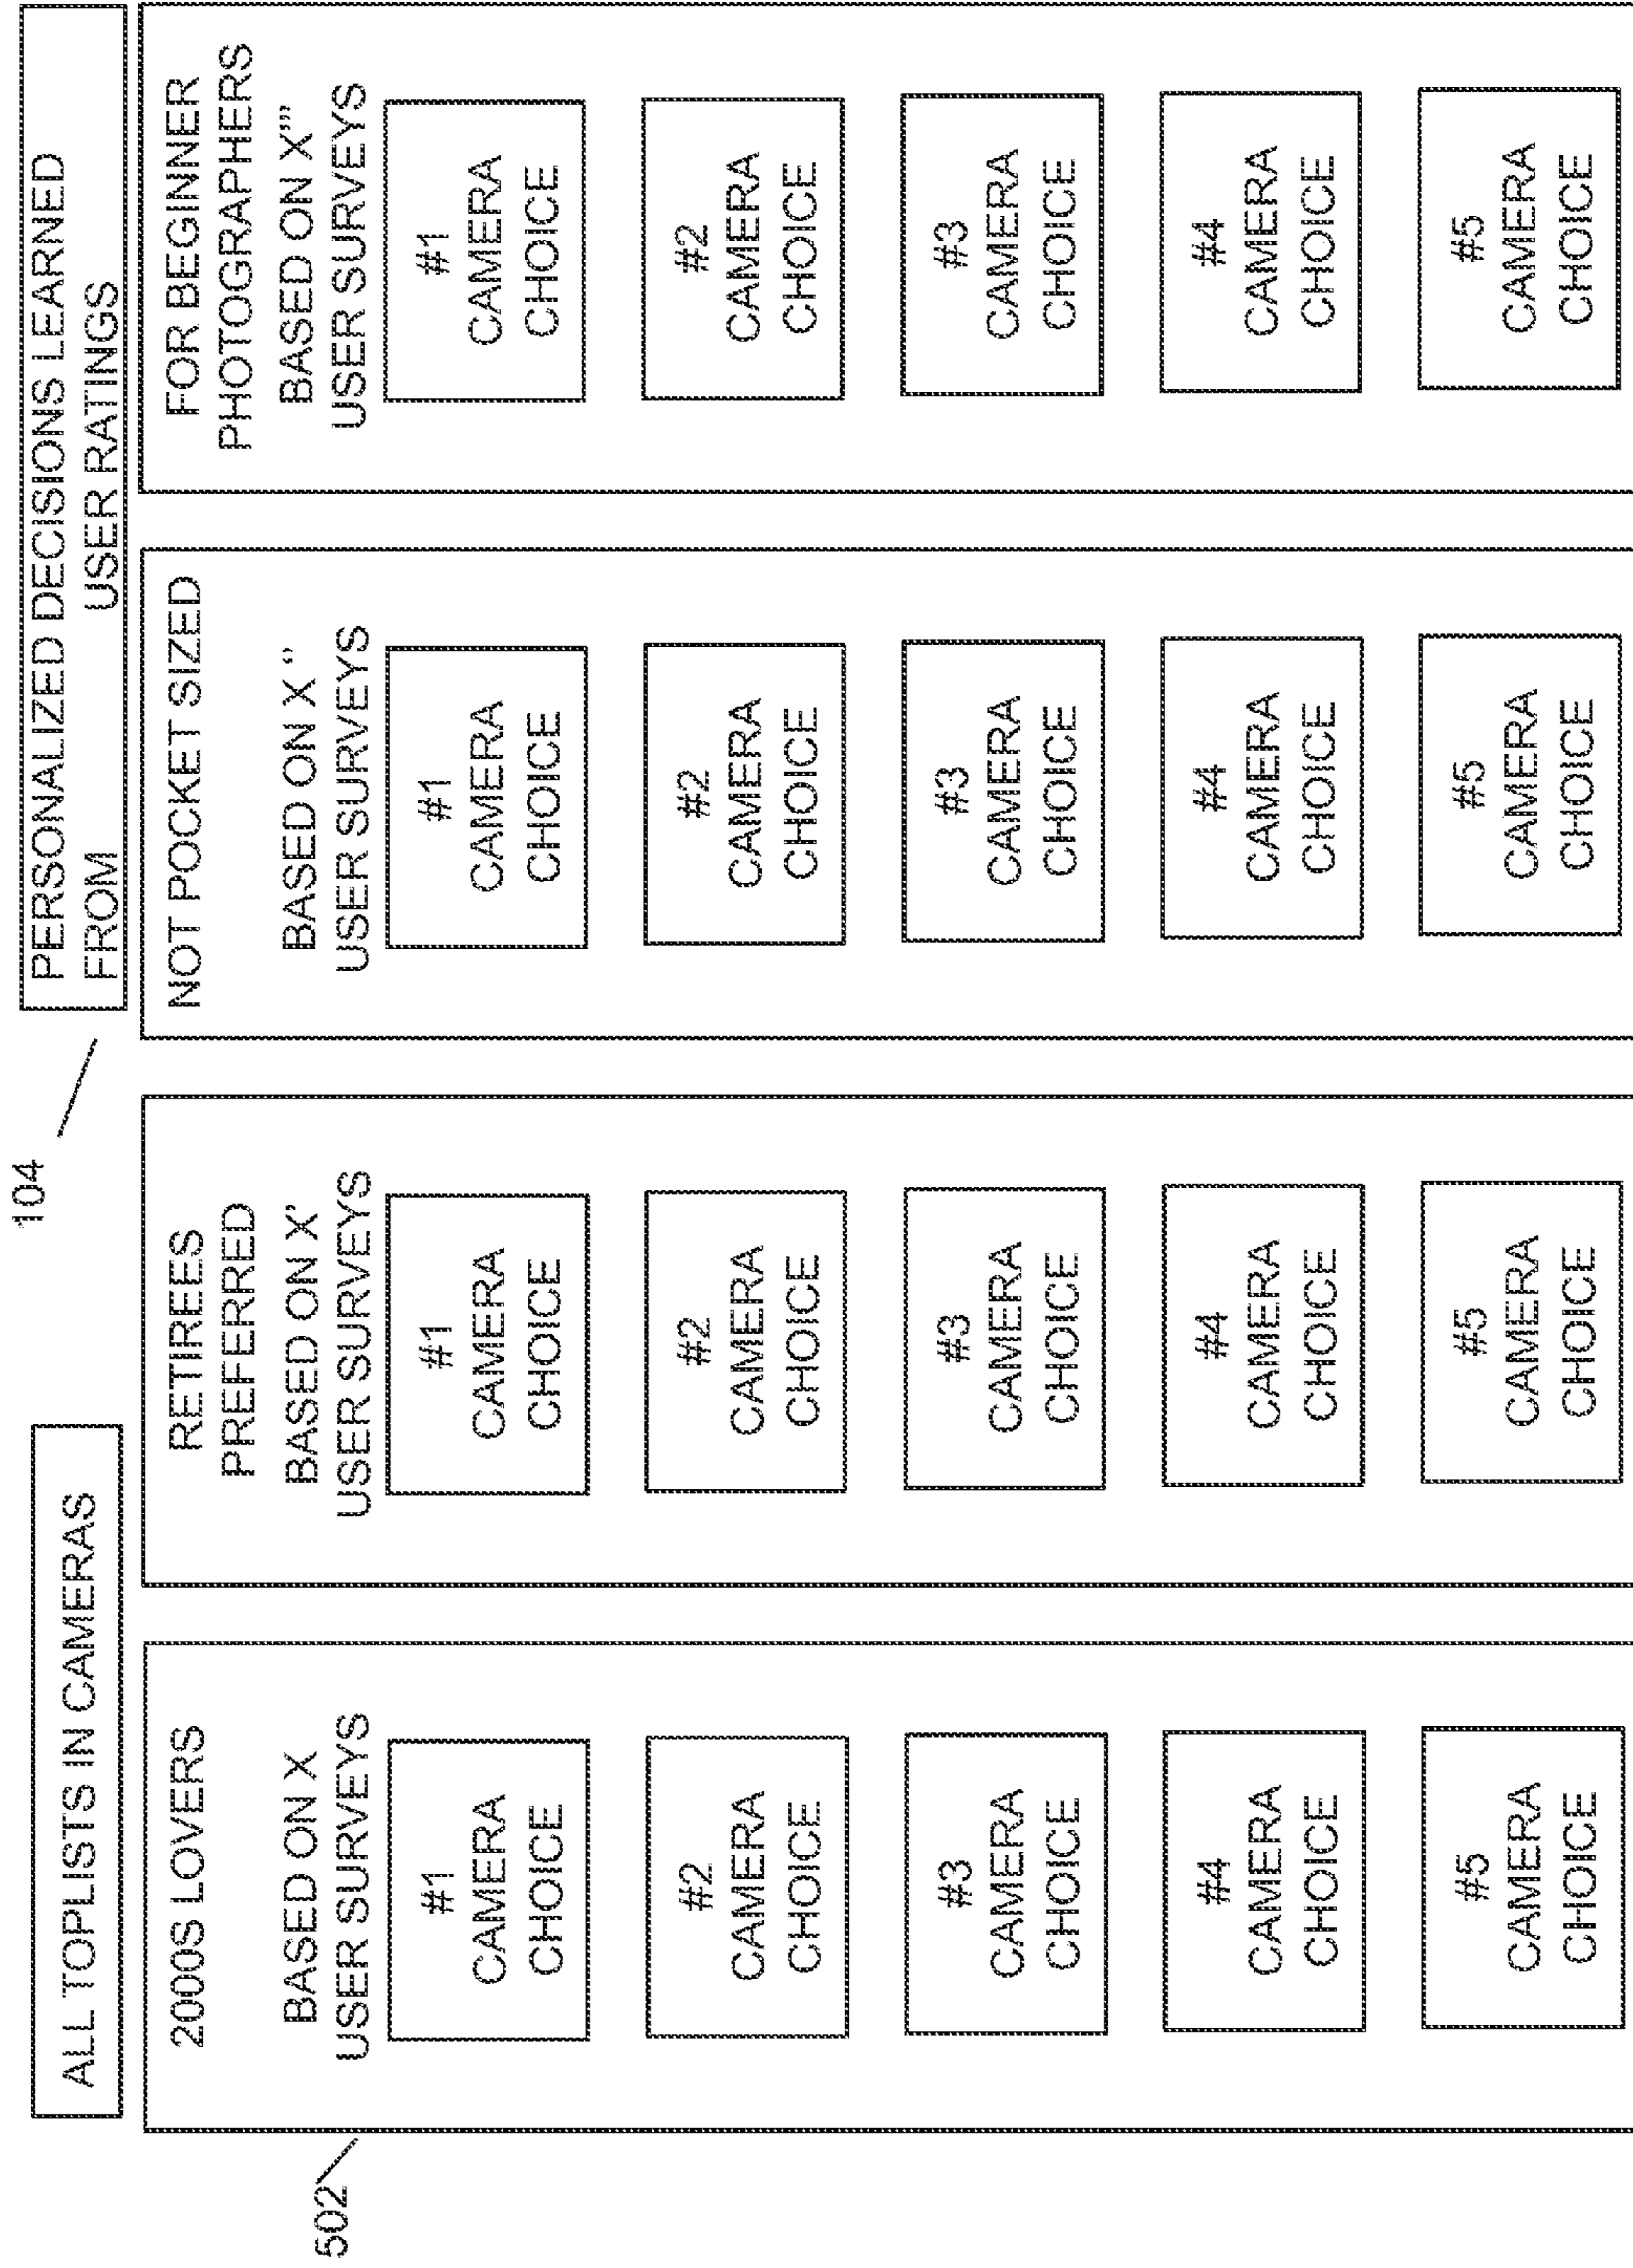 104
ALL TOPLISTS IN CAMERAS
PERSONALIZED DECISIONS LEARNED
FROM USER RATINGS
502
2000S LOVERS
BASED ON X
USER SURVEYS
#1
CAMERA
CHOICE
#2
CAMERA
CHOICE
#3
CAMERA
CHOICE
#4
CAMERA
CHOICE
#5
CAMERA
CHOICE
RETIREES
PREFERRED
BASED ON X'
USER SURVEYS
#1
CAMERA
CHOICE
#2
CAMERA
CHOICE
#3
CAMERA
CHOICE
#4
CAMERA
CHOICE
#5
CAMERA
CHOICE
NOT POCKET SIZED
BASED ON X ‘’
USER SURVEYS
#1
CAMERA
CHOICE
#2
CAMERA
CHOICE
#3
CAMERA
CHOICE
#4
CAMERA
CHOICE
#5
CAMERA
CHOICE
FOR BEGINNER
PHOTOGRAPHERS
BASED ON X'''
USER SURVEYS
#1
CAMERA
CHOICE
#2
CAMERA
CHOICE
#3
CAMERA
CHOICE
#4
CAMERA
CHOICE
#5
CAMERA
CHOICE